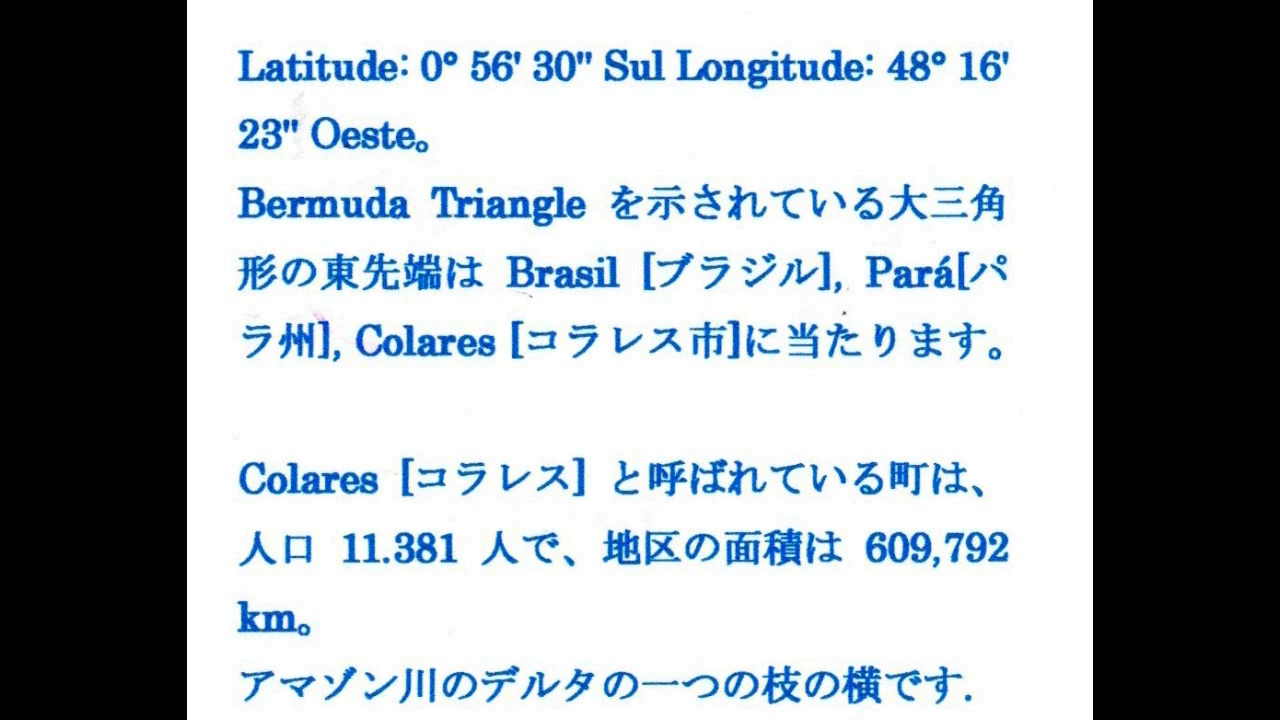 Latitude: 0° 56' 30" Sul Longitude: 48° 16'
23" Oeste。
Bermuda Triangle を示されている大三角
形の東先端は Brasil [ブラジル], Pará[パ
ラ州], Colares [コラレス市]に当たります。
Colares [コラレス] と呼ばれている町は、
人口 11.381 人で、地区の面積は 609,792
km。
アマゾン川のデルタの一つの枝の横です.